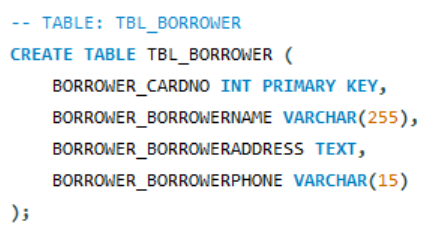 -- TABLE: TBL_BORROWER
CREATE TABLE TBL_BORROWER (
    BORROWER_CARDNO INT PRIMARY KEY,
    BORROWER_BORROWERNAME VARCHAR(255),
    BORROWER_BORROWERADDRESS TEXT,
    BORROWER_BORROWERPHONE VARCHAR(15)
);